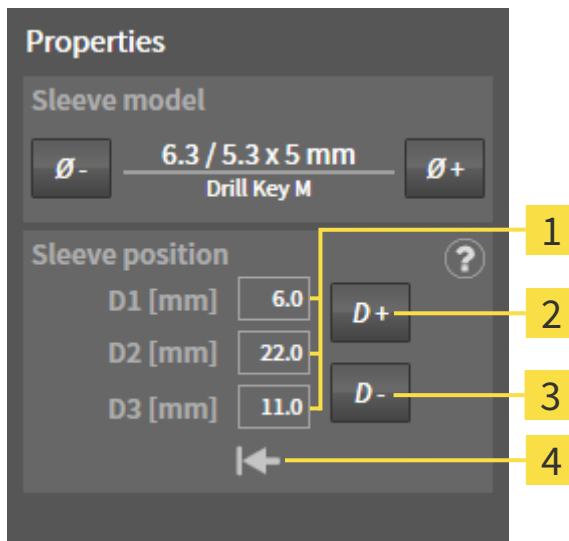 Properties
Sleeve model
Ø - 6.3 / 5.3 x 5 mm Ø +
Drill Key M
Sleeve position ?
1
D1 [mm] 6.0
D +
2
D2 [mm] 22.0
D -
3
D3 [mm] 11.0
4